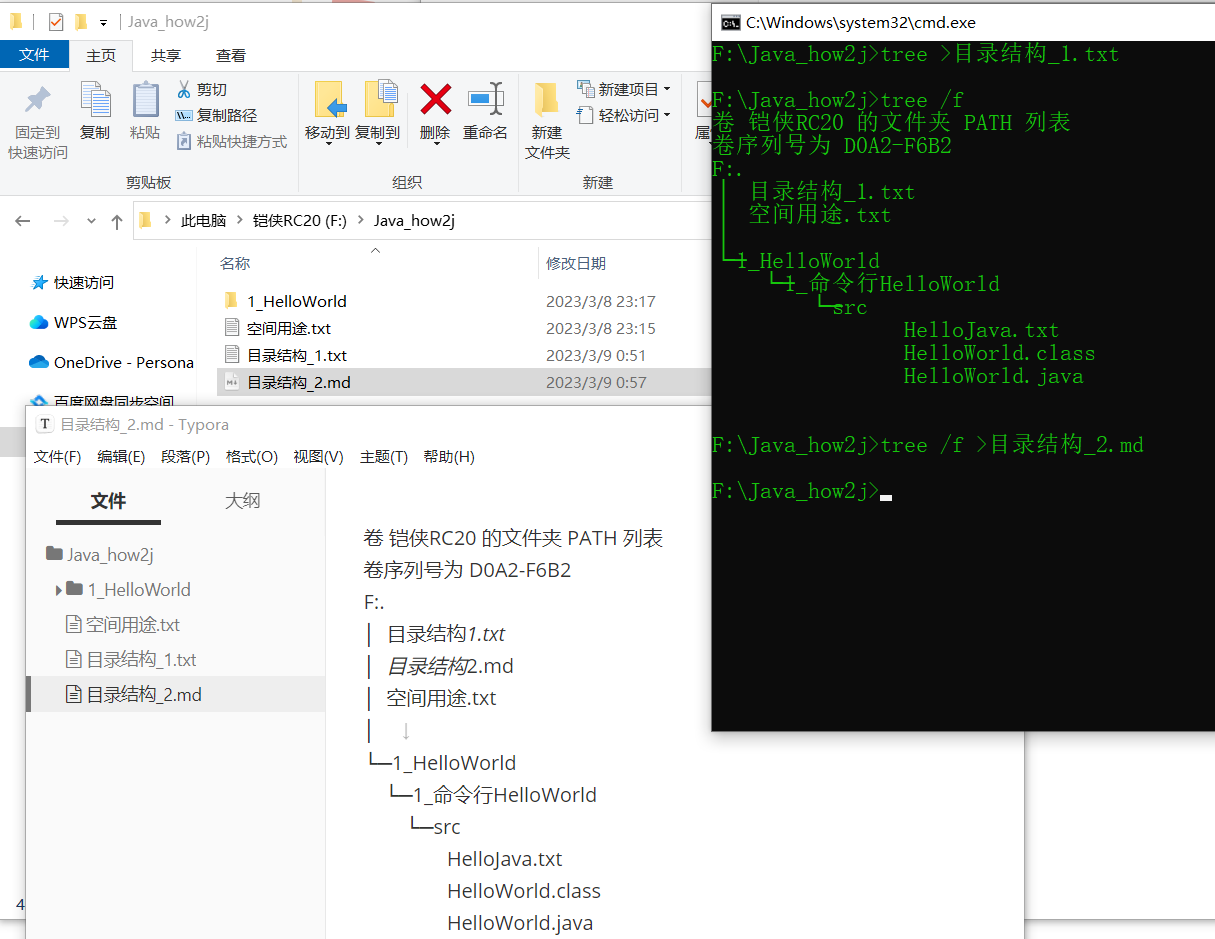 Java_how2j
文件 主页 共享 查看
固定到
快速访问
复制
粘贴
剪切
复制路径
粘贴快捷方式
移动到 复制到 删除 重命名
新建
文件夹
新建项目
轻松访问
剪贴板 组织 新建
此电脑 铠侠RC20 (F:) Java_how2j
名称 修改日期
快速访问
WPS云盘
OneDrive - Persona
百度网盘同步空间
1_HelloWorld 2023/3/8 23:17
空间用途.txt 2023/3/8 23:15
目录结构_1.txt 2023/3/9 0:51
目录结构_2.md 2023/3/9 0:57
4
C:\Windows\system32\cmd.exe
F:\Java_how2j>tree >目录结构_1.txt
F:\Java_how2j>tree /f
卷 铠侠RC20 的文件夹 PATH 列表
卷序列号为 D0A2-F6B2
F:.
│ 目录结构_1.txt
│ 空间用途.txt
│
└─1_HelloWorld
└─1_命令行HelloWorld
└─src
HelloJava.txt
HelloWorld.class
HelloWorld.java
F:\Java_how2j>tree /f >目录结构_2.md
F:\Java_how2j>
目录结构_2.md - Typora
文件(F) 编辑(E) 段落(P) 格式(O) 视图(V) 主题(T) 帮助(H)
文件 大纲
Java_how2j
1_HelloWorld
空间用途.txt
目录结构_1.txt
目录结构_2.md
卷 铠侠RC20 的文件夹 PATH 列表
卷序列号为 D0A2-F6B2
F:.
│ 目录结构1.txt
│ 目录结构2.md
│ 空间用途.txt
│ ↓
└─1_HelloWorld
└─1_命令行HelloWorld
└─src
HelloJava.txt
HelloWorld.class
HelloWorld.java